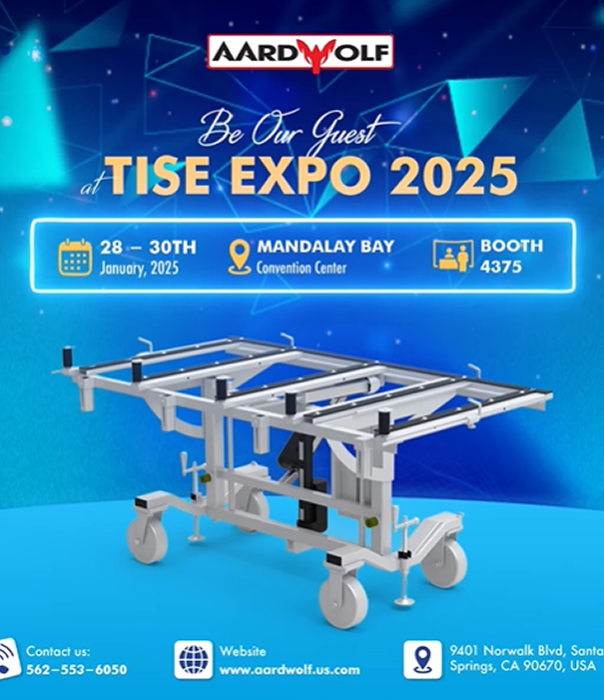 AARDWOLF
Be Our Guest
at TISE EXPO 2025
28 – 30TH
January, 2025
MANDALAY BAY
Convention Center
BOOTH
4375
Contact us:
562–553–6050
Website
www.aardwolf.us.com
9401 Norwalk Blvd, Santa
Springs, CA 90670, USA